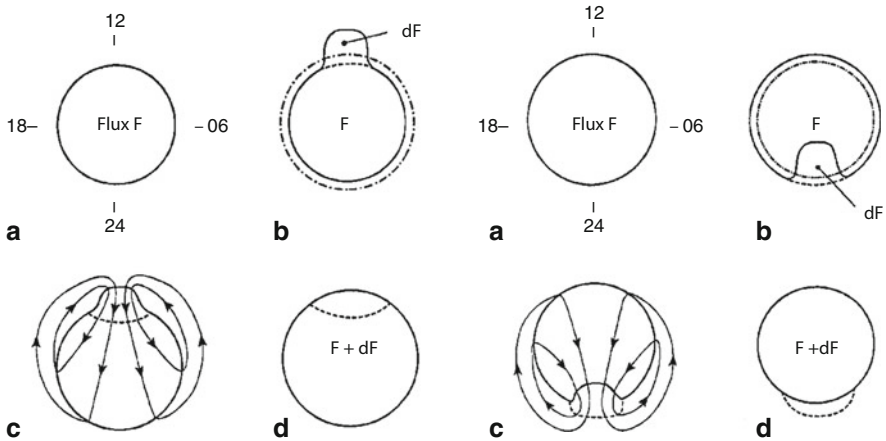 12
18– Flux F – 06
24
a
dF
F
b
12
18– Flux F – 06
24
a
F
dF
b
c
F + dF
d
c
F +dF
d